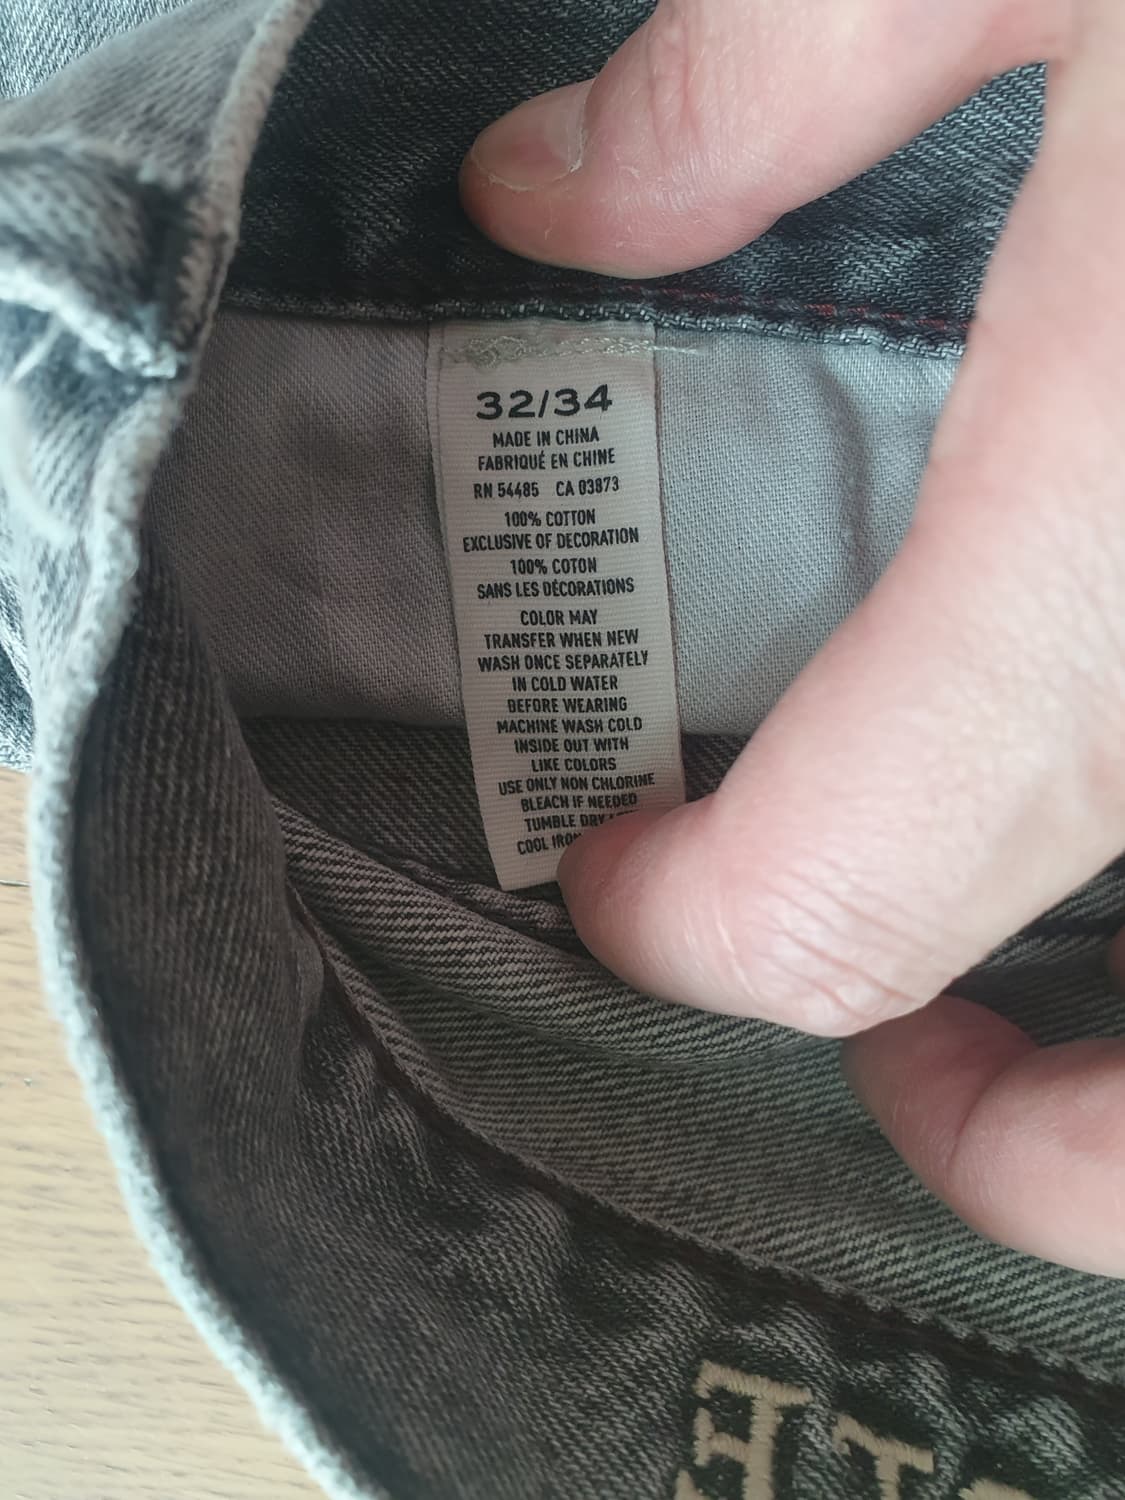 32/34
MADE IN CHINA
FABRIQUÉ EN CHINE
RN 54485 CA 03873
100% COTTON
EXCLUSIVE OF DECORATION
100% COTON
SANS LES DÉCORATIONS
COLOR MAY
TRANSFER WHEN NEW
WASH ONCE SEPARATELY
IN COLD WATER
BEFORE WEARING
MACHINE WASH COLD
INSIDE OUT WITH
LIKE COLORS
USE ONLY NON CHLORINE
BLEACH IF NEEDED
TUMBLE DRY
COOL IRON